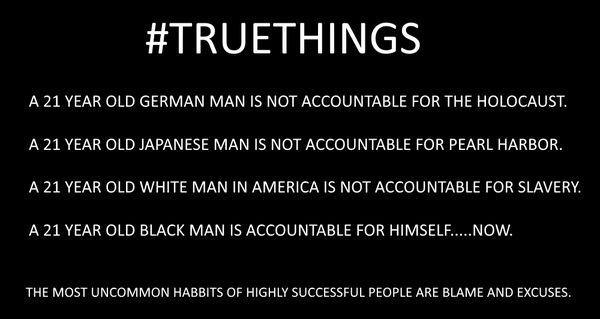 #TRUETHINGS
A 21 YEAR OLD GERMAN MAN IS NOT ACCOUNTABLE FOR THE HOLOCAUST.
A 21 YEAR OLD JAPANESE MAN IS NOT ACCOUNTABLE FOR PEARL HARBOR.
A 21 YEAR OLD WHITE MAN IN AMERICA IS NOT ACCOUNTABLE FOR SLAVERY.
A 21 YEAR OLD BLACK MAN IS ACCOUNTABLE FOR HIMSELF.....NOW.
THE MOST UNCOMMON HABBITS OF HIGHLY SUCCESSFUL PEOPLE ARE BLAME AND EXCUSES.